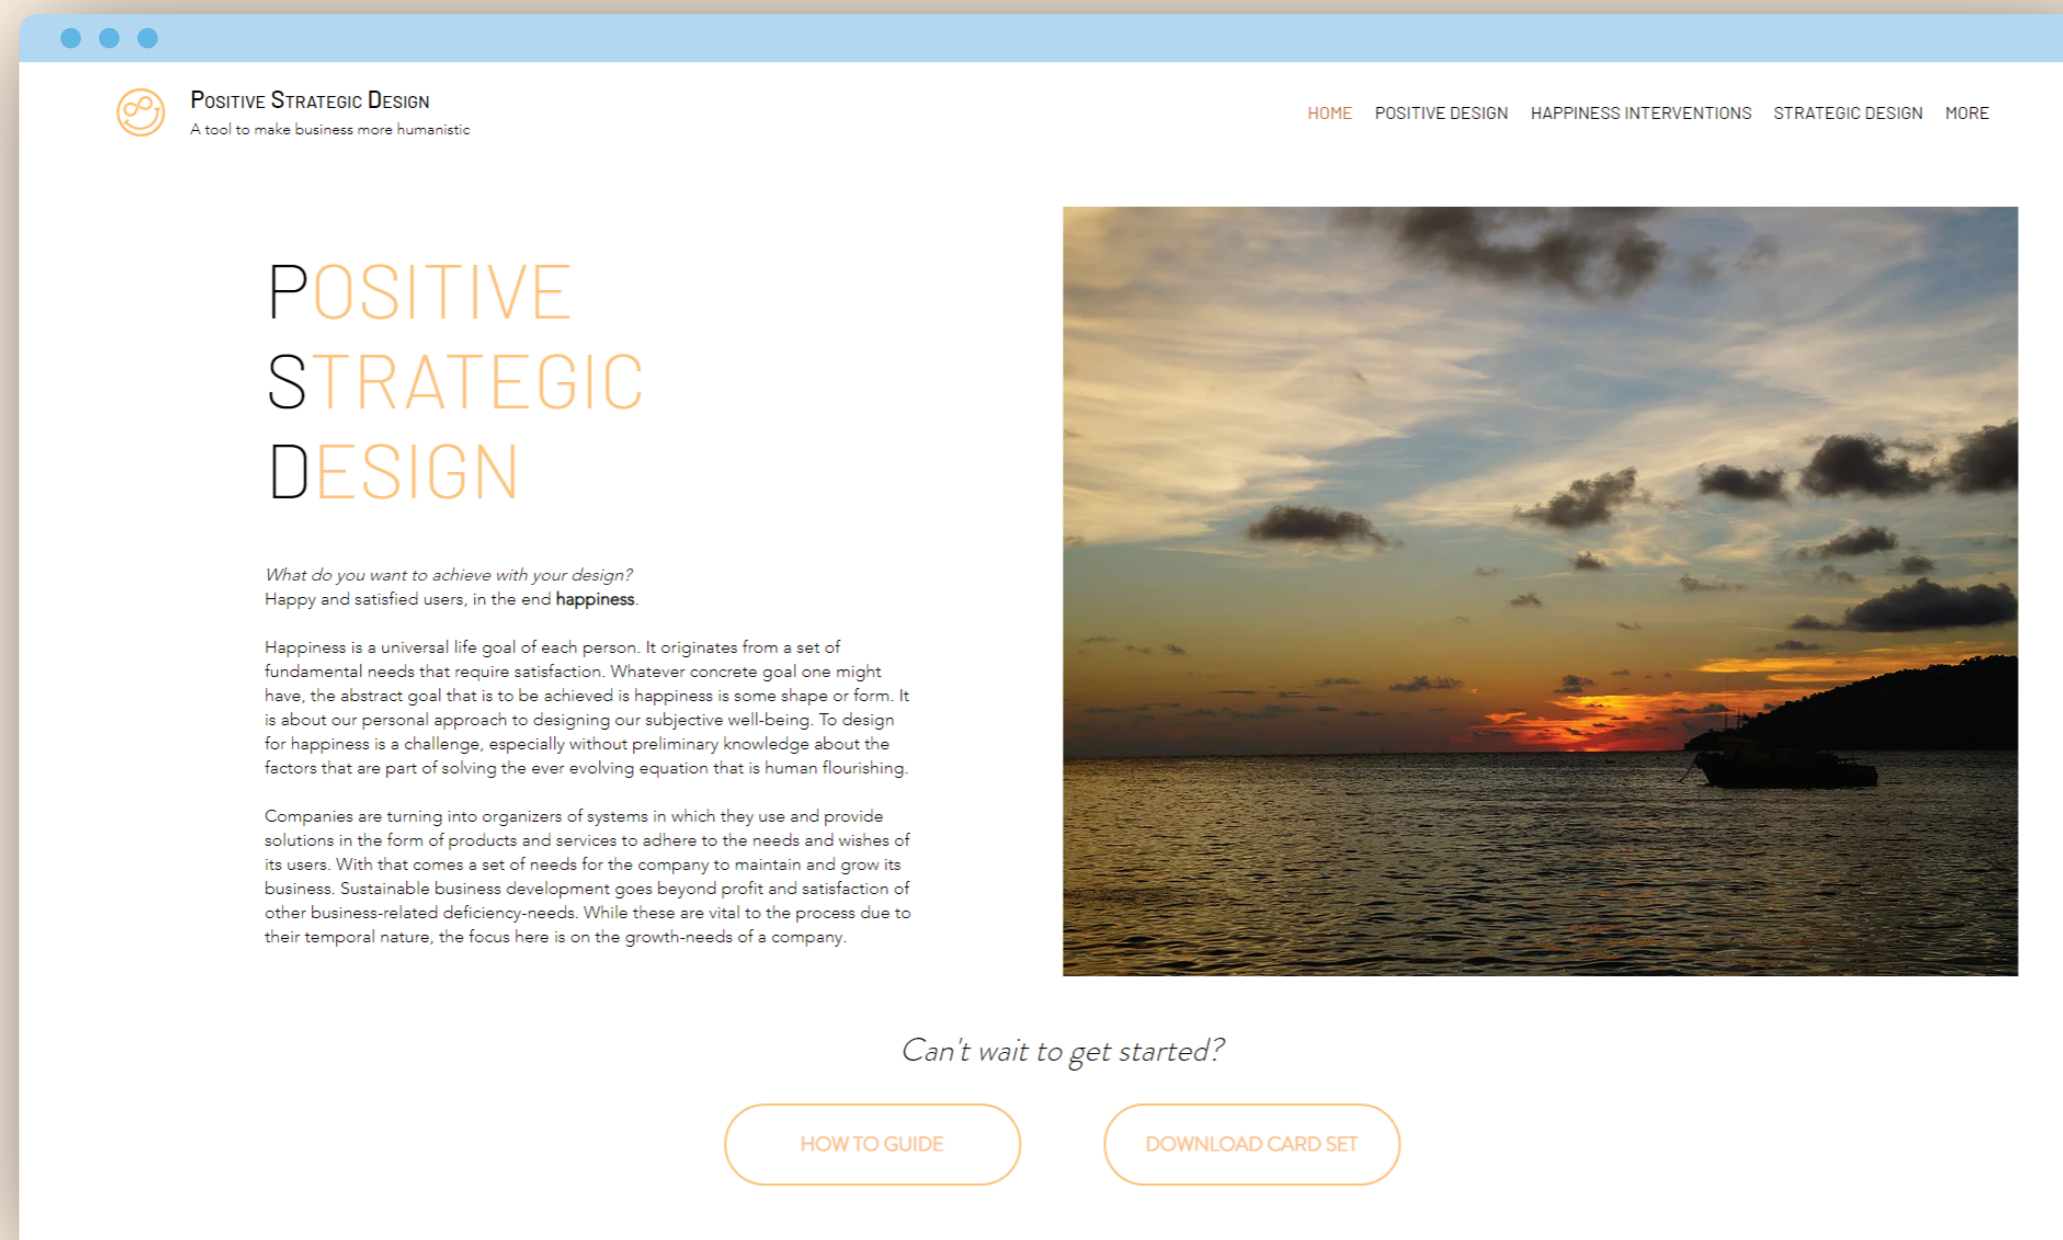 POSITIVE STRATEGIC DESIGN
A tool to make business more humanistic
HOME POSITIVE DESIGN HAPPINESS INTERVENTIONS STRATEGIC DESIGN MORE
POSITIVE
STRATEGIC
DESIGN
What do you want to achieve with your design?
Happy and satisfied users, in the end happiness.
Happiness is a universal life goal of each person. It originates from a set of
fundamental needs that require satisfaction. Whatever concrete goal one might
have, the abstract goal that is to be achieved is happiness is some shape or form. It
is about our personal approach to designing our subjective well-being. To design
for happiness is a challenge, especially without preliminary knowledge about the
factors that are part of solving the ever evolving equation that is human flourishing.
Companies are turning into organizers of systems in which they use and provide
solutions in the form of products and services to adhere to the needs and wishes of
its users. With that comes a set of needs for the company to maintain and grow its
business. Sustainable business development goes beyond profit and satisfaction of
other business-related deficiency-needs. While these are vital to the process due to
their temporal nature, the focus here is on the growth-needs of a company.
Can't wait to get started?
HOW TO GUIDE
DOWNLOAD CARD SET